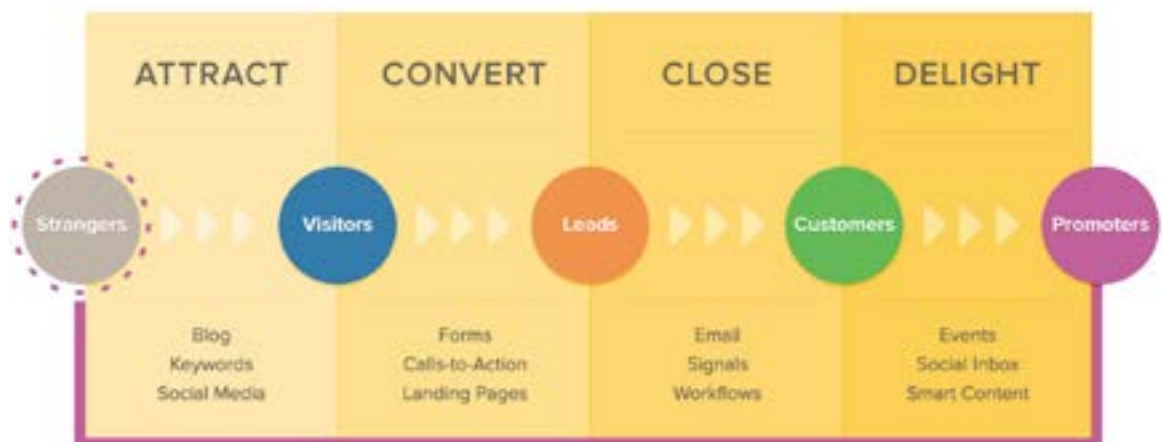 ATTRACT CONVERT CLOSE DELIGHT
Strangers Visitors Leads Customers Promoters
Blog Forms Email Events
Keywords Calls-to-Action Signals Social Inbox
Social Media Landing Pages Workflows Smart Content